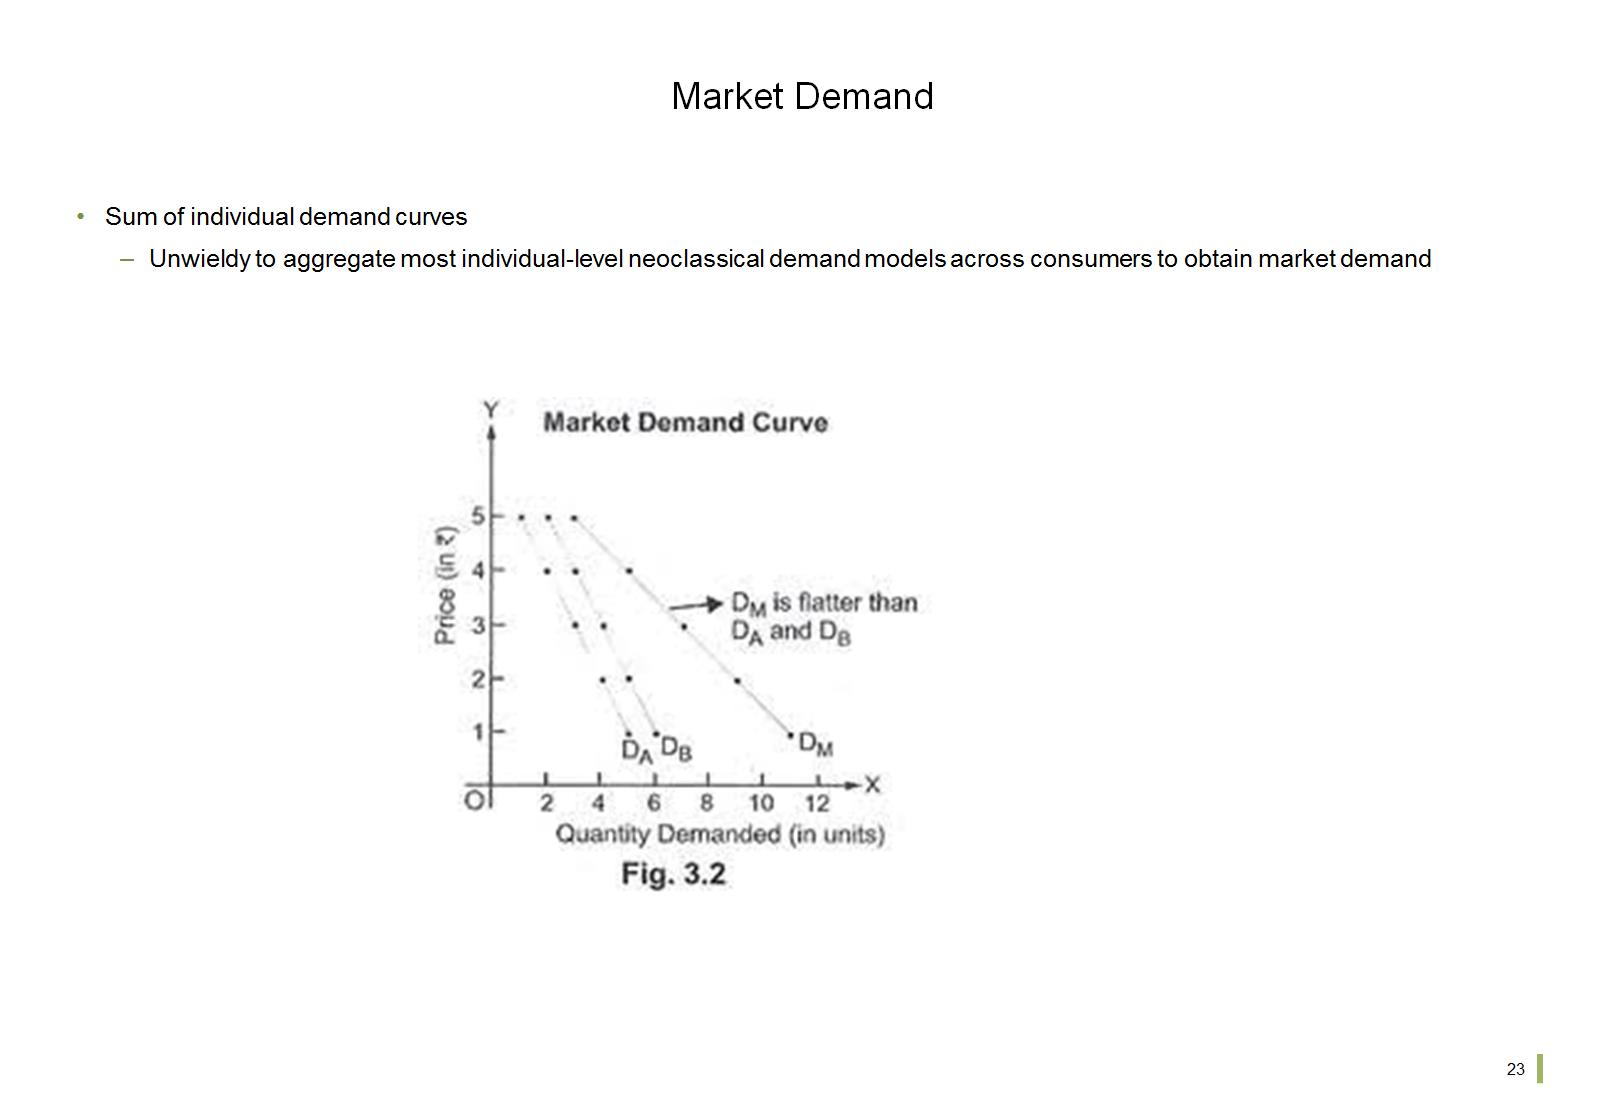 Market Demand
• Sum of individual demand curves
– Unwieldy to aggregate most individual-level neoclassical demand models across consumers to obtain market demand
Y
Market Demand Curve
Price (in ₹)
5
4
3
2
1
DM is flatter than
DA and DB
DA DB
DM
X
O
2 4 6 8 10 12
Quantity Demanded (in units)
Fig. 3.2
23